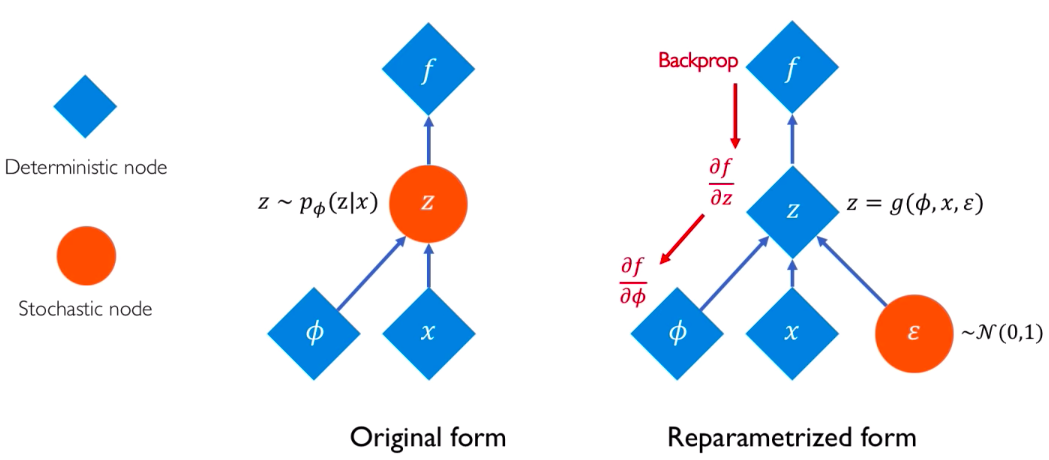 Deterministic node
Stochastic node
f
z ~ p_ϕ(z|x)
z
ϕ
x
Original form
Backprop
f
∂f/∂z
z
z = g(ϕ, x, ε)
∂f/∂ϕ
ϕ
x
ε
~𝒩(0,1)
Reparametrized form